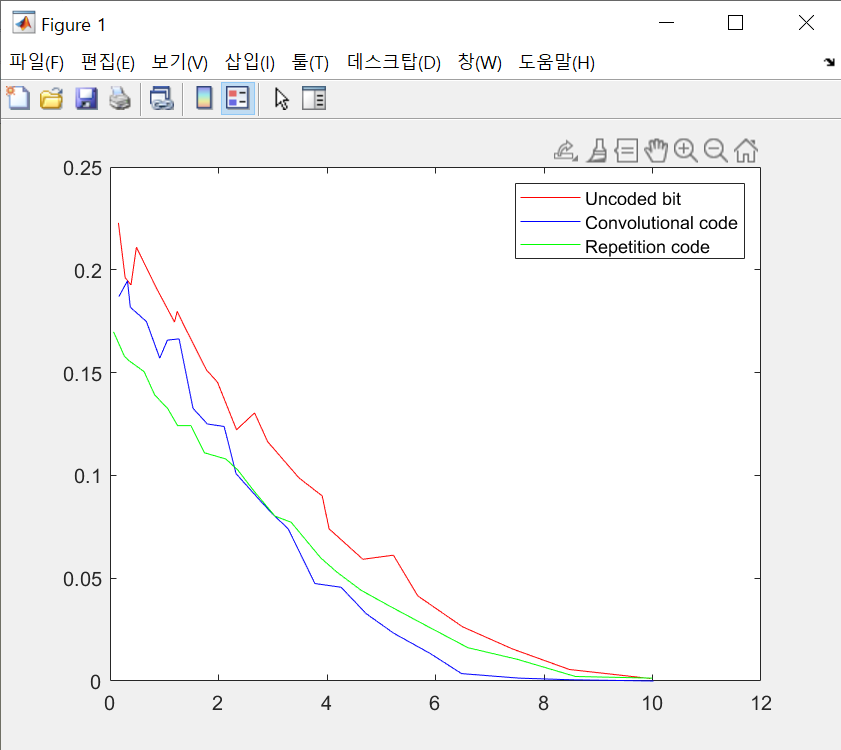 Figure 1
파일(F) 편집(E) 보기(V) 삽입(I) 툴(T) 데스크탑(D) 창(W) 도움말(H)
0.25
0.2
0.15
0.1
0.05
0
Uncoded bit
Convolutional code
Repetition code
0 2 4 6 8 10 12